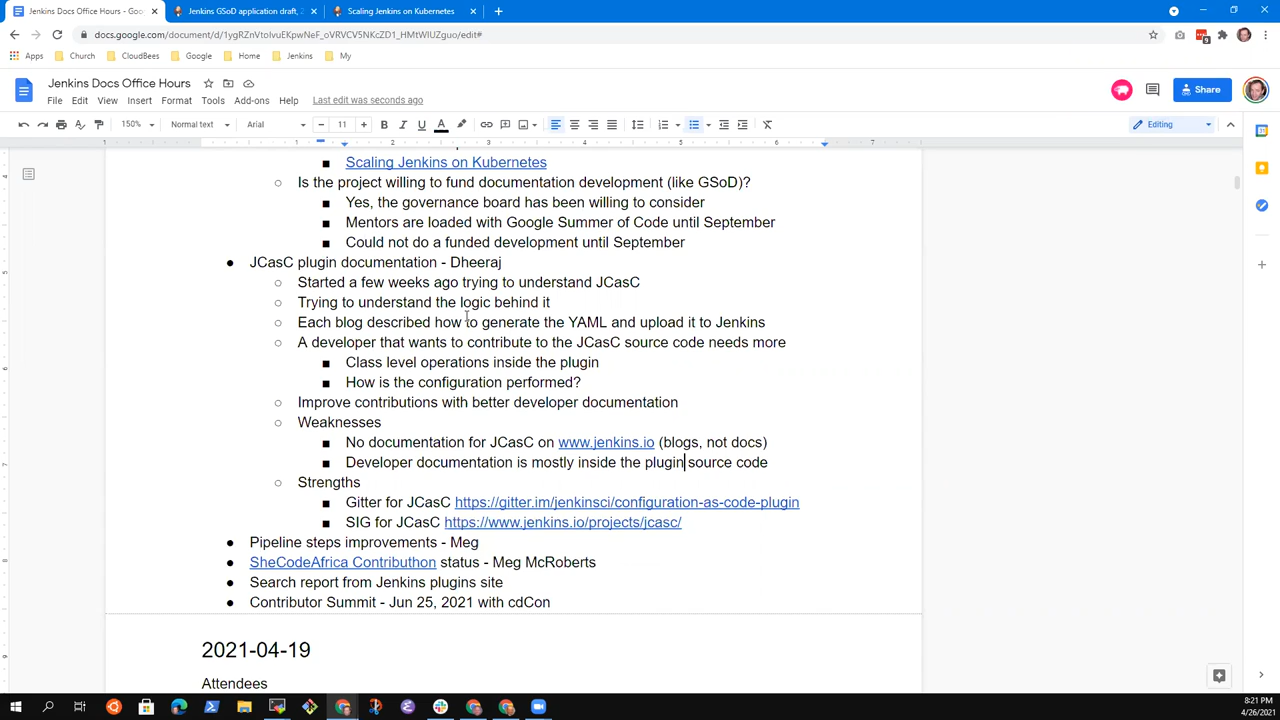 Jenkins Docs Office Hours - Goo
Jenkins GSoD application draft, 2
Scaling Jenkins on Kubernetes
docs.google.com/document/d/1ygRZnVtoIvuEKpwNeF_oVRVCV5NKcZD1_HMtWIUZguo/edit#
Apps
Church
CloudBees
Google
Home
Jenkins
My
Jenkins Docs Office Hours
File Edit View Insert Format Tools Add-ons Help Last edit was seconds ago
Share
150% Normal text Arial 11 Editing
1 1 2 3 4 5 6 7
Scaling Jenkins on Kubernetes
Is the project willing to fund documentation development (like GSoD)?
Yes, the governance board has been willing to consider
Mentors are loaded with Google Summer of Code until September
Could not do a funded development until September
JCasC plugin documentation - Dheeraj
Started a few weeks ago trying to understand JCasC
Trying to understand the logic behind it
Each blog described how to generate the YAML and upload it to Jenkins
A developer that wants to contribute to the JCasC source code needs more
Class level operations inside the plugin
How is the configuration performed?
Improve contributions with better developer documentation
Weaknesses
No documentation for JCasC on www.jenkins.io (blogs, not docs)
Developer documentation is mostly inside the plugin source code
Strengths
Gitter for JCasC https://gitter.im/jenkinsci/configuration-as-code-plugin
SIG for JCasC https://www.jenkins.io/projects/jcasc/
Pipeline steps improvements - Meg
SheCodeAfrica Contributhon status - Meg McRoberts
Search report from Jenkins plugins site
Contributor Summit - Jun 25, 2021 with cdCon
2021-04-19
Attendees
8:21 PM
4/26/2021